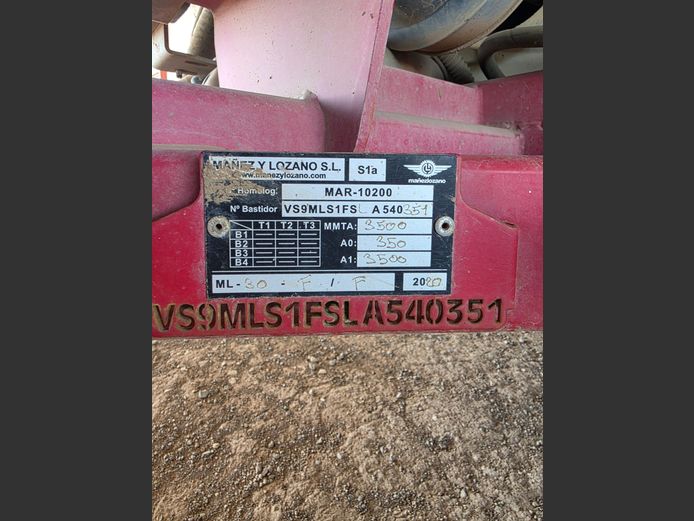 MAÑEZ Y LOZANO S.L.
www.manezylozano.com
S1a
mañezlozano
Homolog: MAR-10200
Nº Bastidor VS9MLS1FSLA540351
T1 T2 T3
B1
B2
B3
B4
MMTA: 3500
A0: 350
A1: 3500
ML-30 - F / F 2020
VS9MLS1FSLA540351